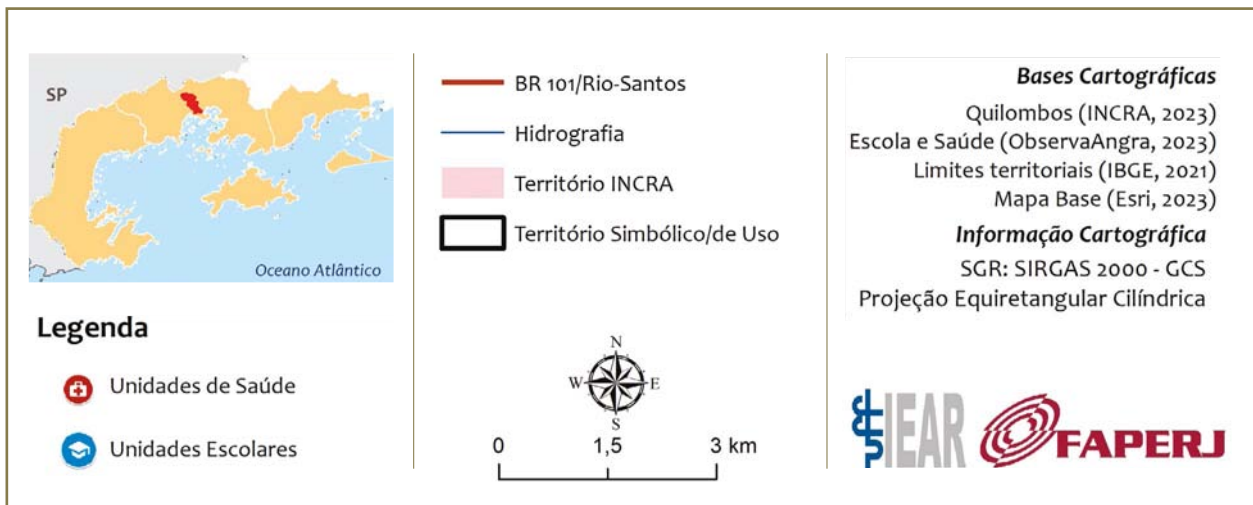 SP
Oceano Atlântico
Legenda
Unidades de Saúde
Unidades Escolares
BR 101/Rio-Santos
Hidrografia
Território INCRA
Território Simbólico/de Uso
N
W E
S
0 1,5 3 km
Bases Cartográficas
Quilombos (INCRA, 2023)
Escola e Saúde (ObservaAngra, 2023)
Limites territoriais (IBGE, 2021)
Mapa Base (Esri, 2023)
Informação Cartográfica
SGR: SIRGAS 2000 - GCS
Projeção Equiretangular Cilíndrica
uff IEAR
FAPERJ